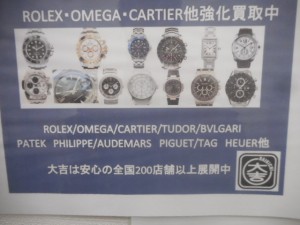 ROLEX・OMEGA・CARTIER他強化買取中
ROLEX/OMEGA/CARTIER/TUDOR/BVLGARI
PATEK PHILIPPE/AUDEMARS PIGUET/TAG HEUER他
大吉は安心の全国200店舗以上展開中
大吉